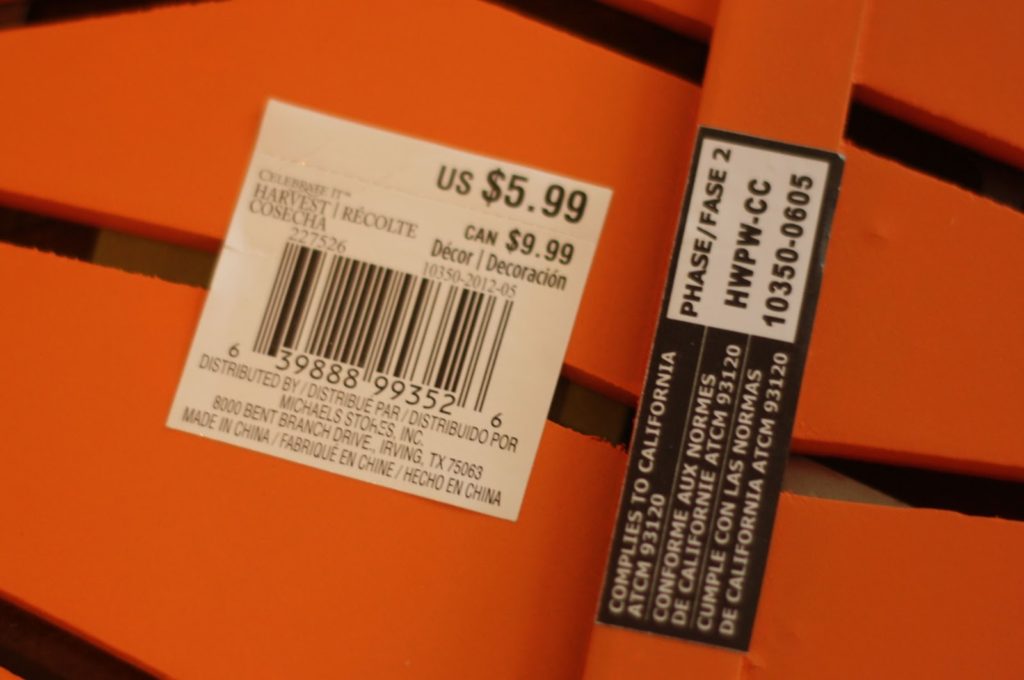 US $5.99
CELEBRATE IT™
HARVEST | RÉCOLTE
COSECHA
CAN $9.99
Décor | Decoración
227526
10350-2012-05
6 39888 99352 6
DISTRIBUTED BY / DISTRIBUÉ PAR / DISTRIBUIDO POR
MICHAELS STORES, INC.
8000 BENT BRANCH DRIVE., IRVING, TX 75063
MADE IN CHINA / FABRIQUÉ EN CHINE / HECHO EN CHINA
PHASE/FASE 2
HWPW-CC
10350-0605
COMPLIES TO CALIFORNIA
ATCM 93120
CONFORME AUX NORMES
DE CALIFORNIE ATCM 93120
CUMPLE CON LAS NORMAS
DE CALIFORNIA ATCM 93120